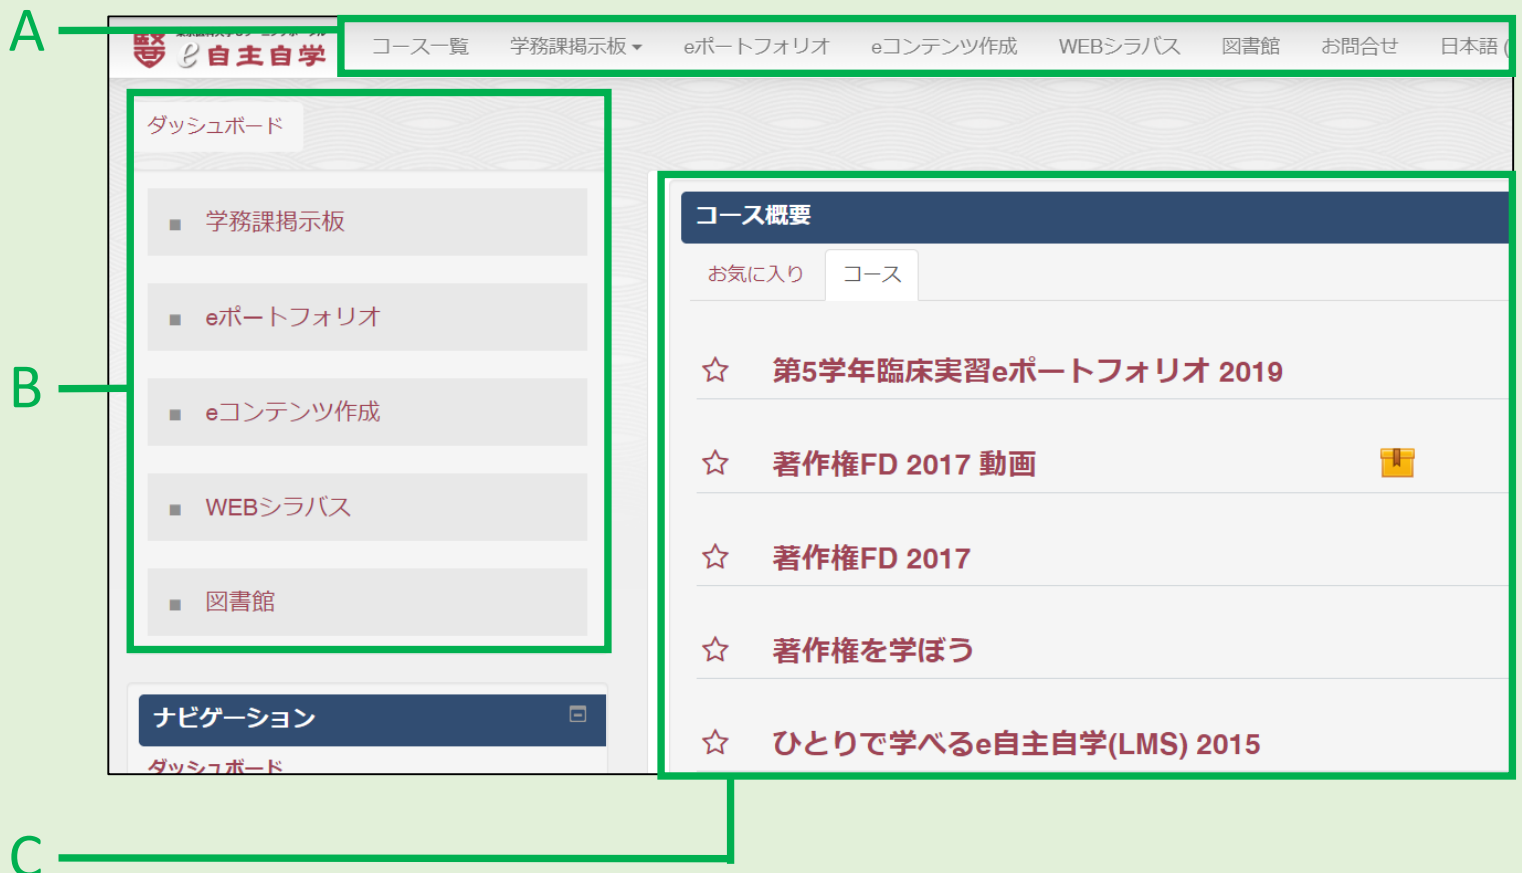 A
自主自学
コース一覧 学務課掲示板 eポートフォリオ eコンテンツ作成 WEBシラバス 図書館 お問合せ 日本語 (
ダッシュボード
学務課掲示板
eポートフォリオ
B
eコンテンツ作成
WEBシラバス
図書館
ナビゲーション
ダッシュボード
コース概要
お気に入り コース
第5学年臨床実習eポートフォリオ 2019
著作権FD 2017 動画
著作権FD 2017
著作権を学ぼう
ひとりで学べるe自主自学(LMS) 2015
C